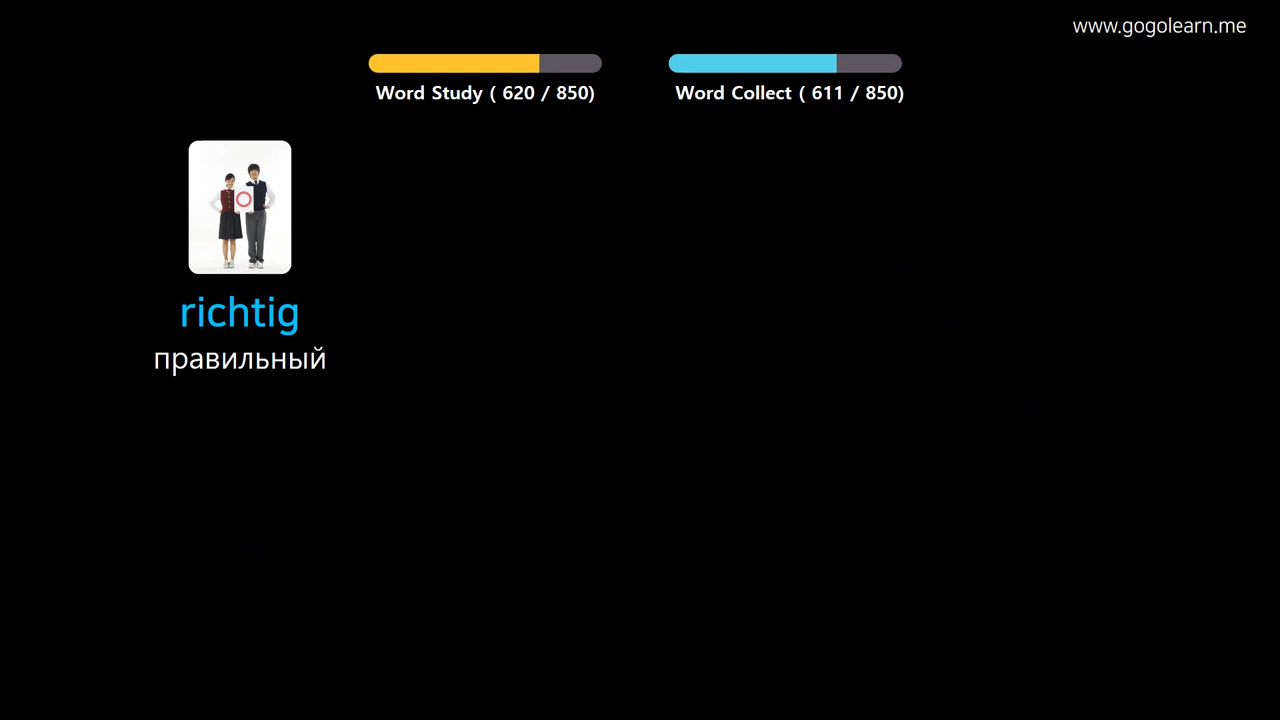 www.gogolearn.me
Word Study ( 620 / 850)
Word Collect ( 611 / 850)
richtig
правильный